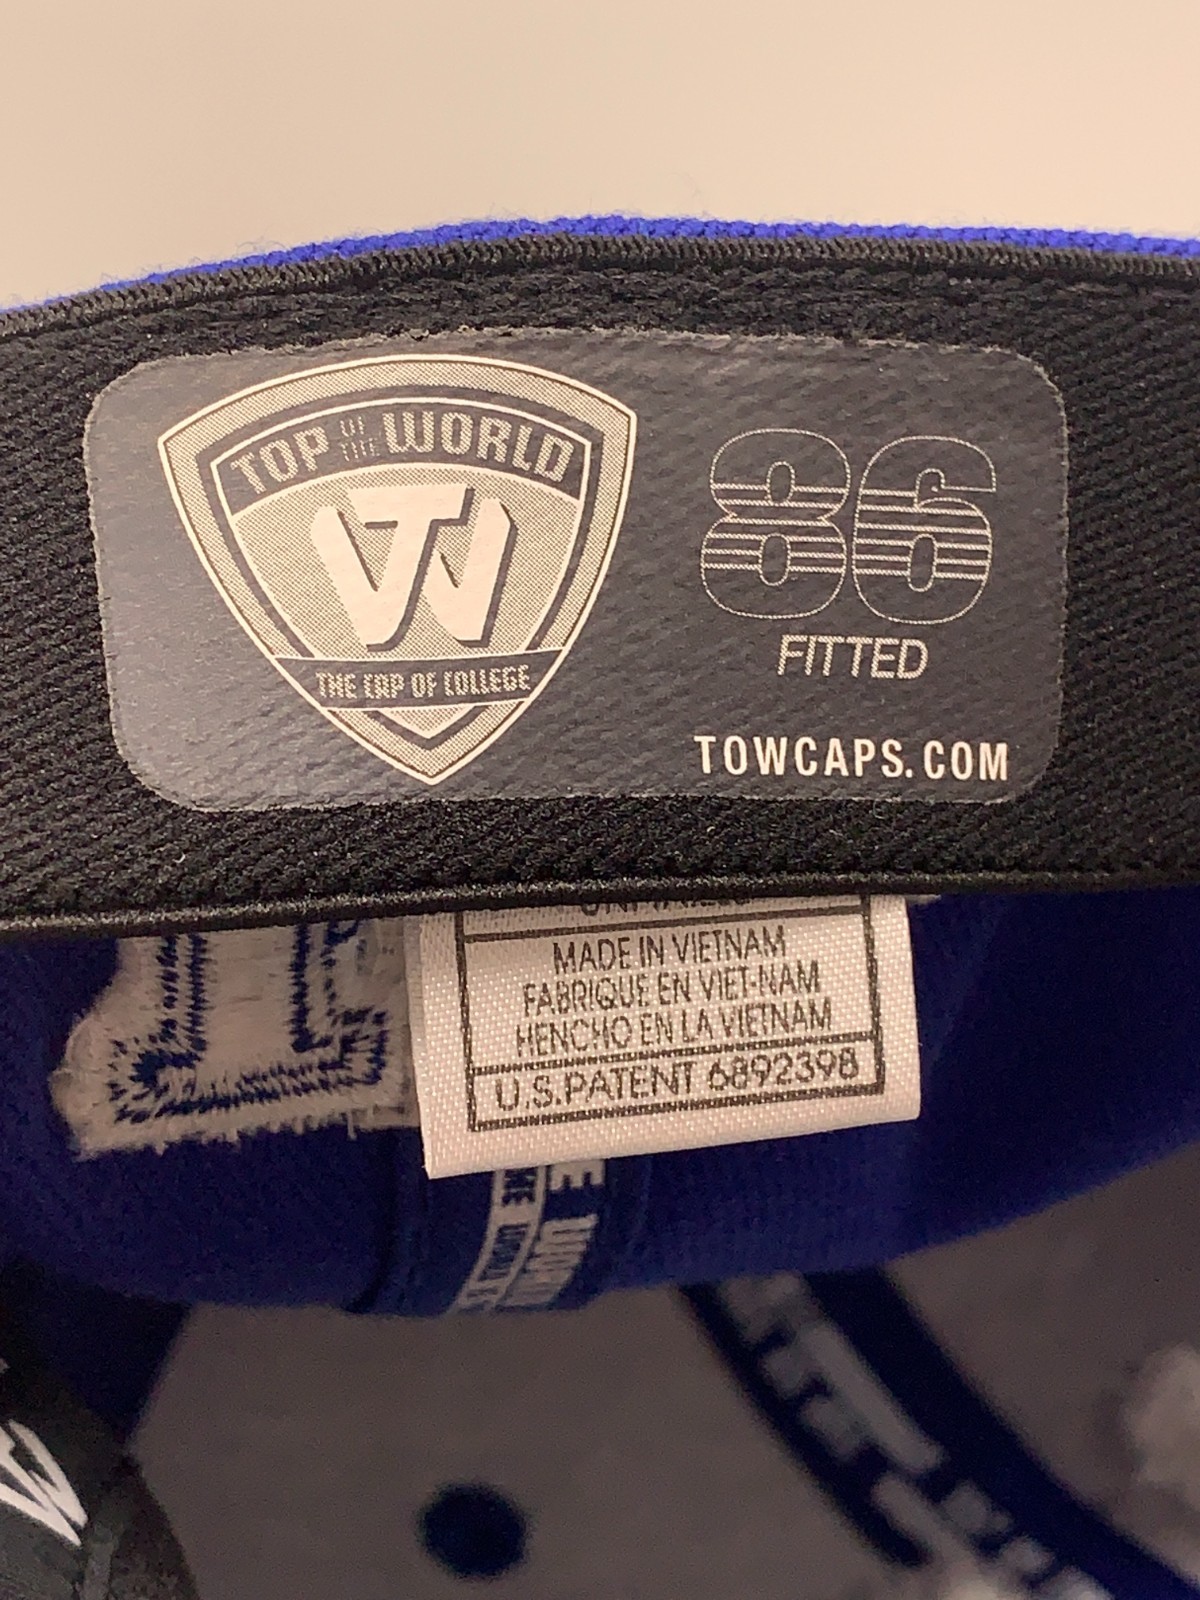 TOP OF THE WORLD
TW
THE CAP OF COLLEGE
86
FITTED
TOWCAPS.COM
MADE IN VIETNAM
FABRIQUE EN VIET-NAM
HENCHO EN LA VIETNAM
U.S.PATENT 6892398